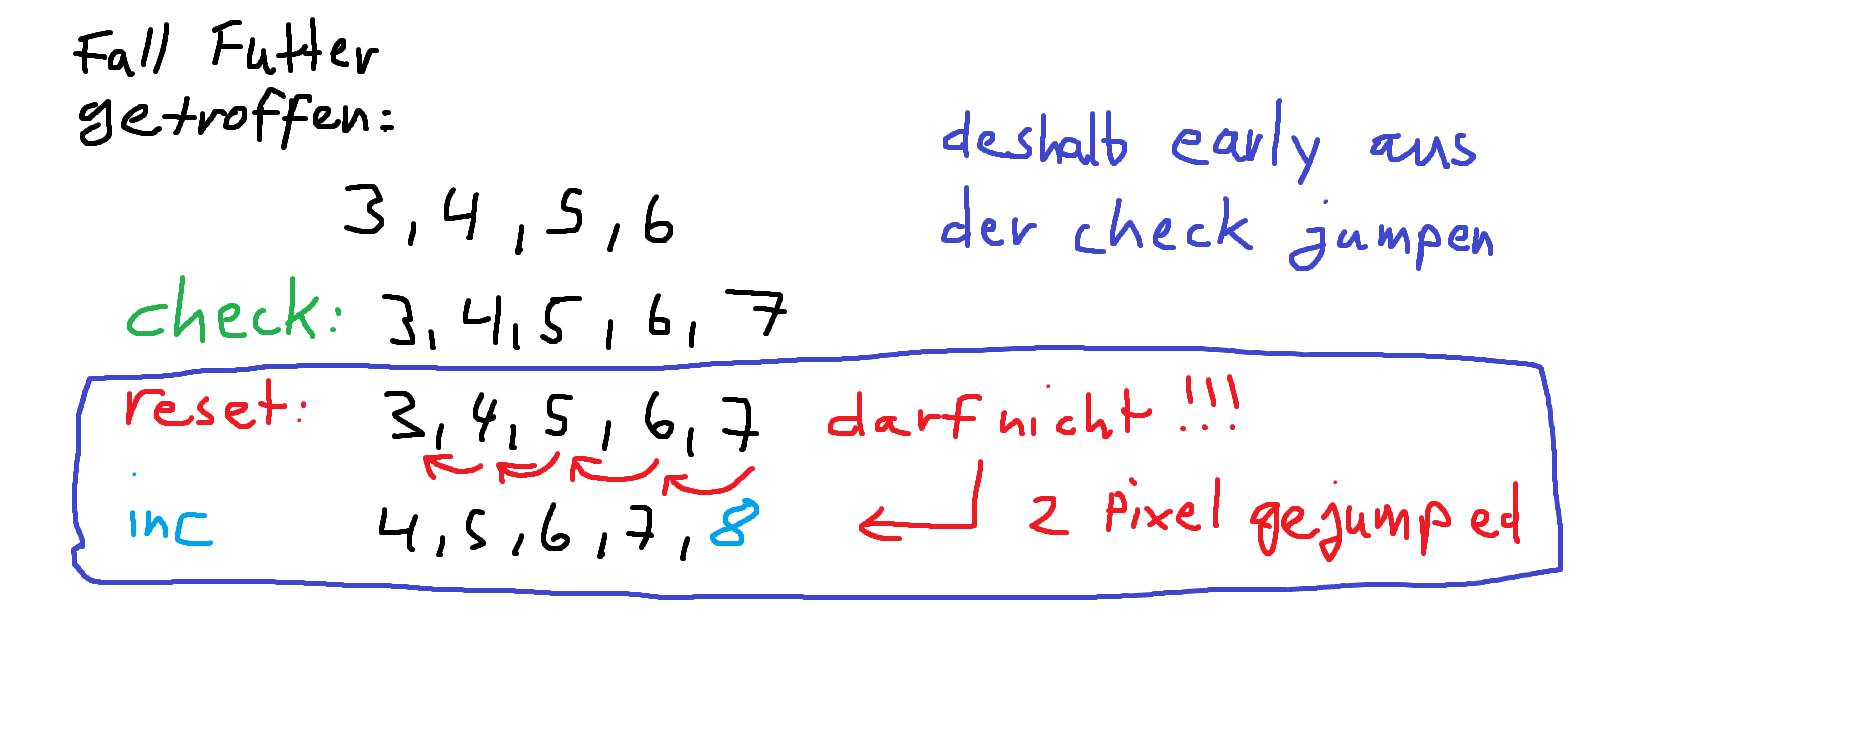 Fall Futter
getroffen:
deshalb early aus
der check jumpen
3, 4, 5, 6
check: 3, 4, 5, 6, 7
reset: 3, 4, 5, 6, 7 darf nicht!!!
inc 4, 5, 6, 7, 8 2 Pixel gejumped